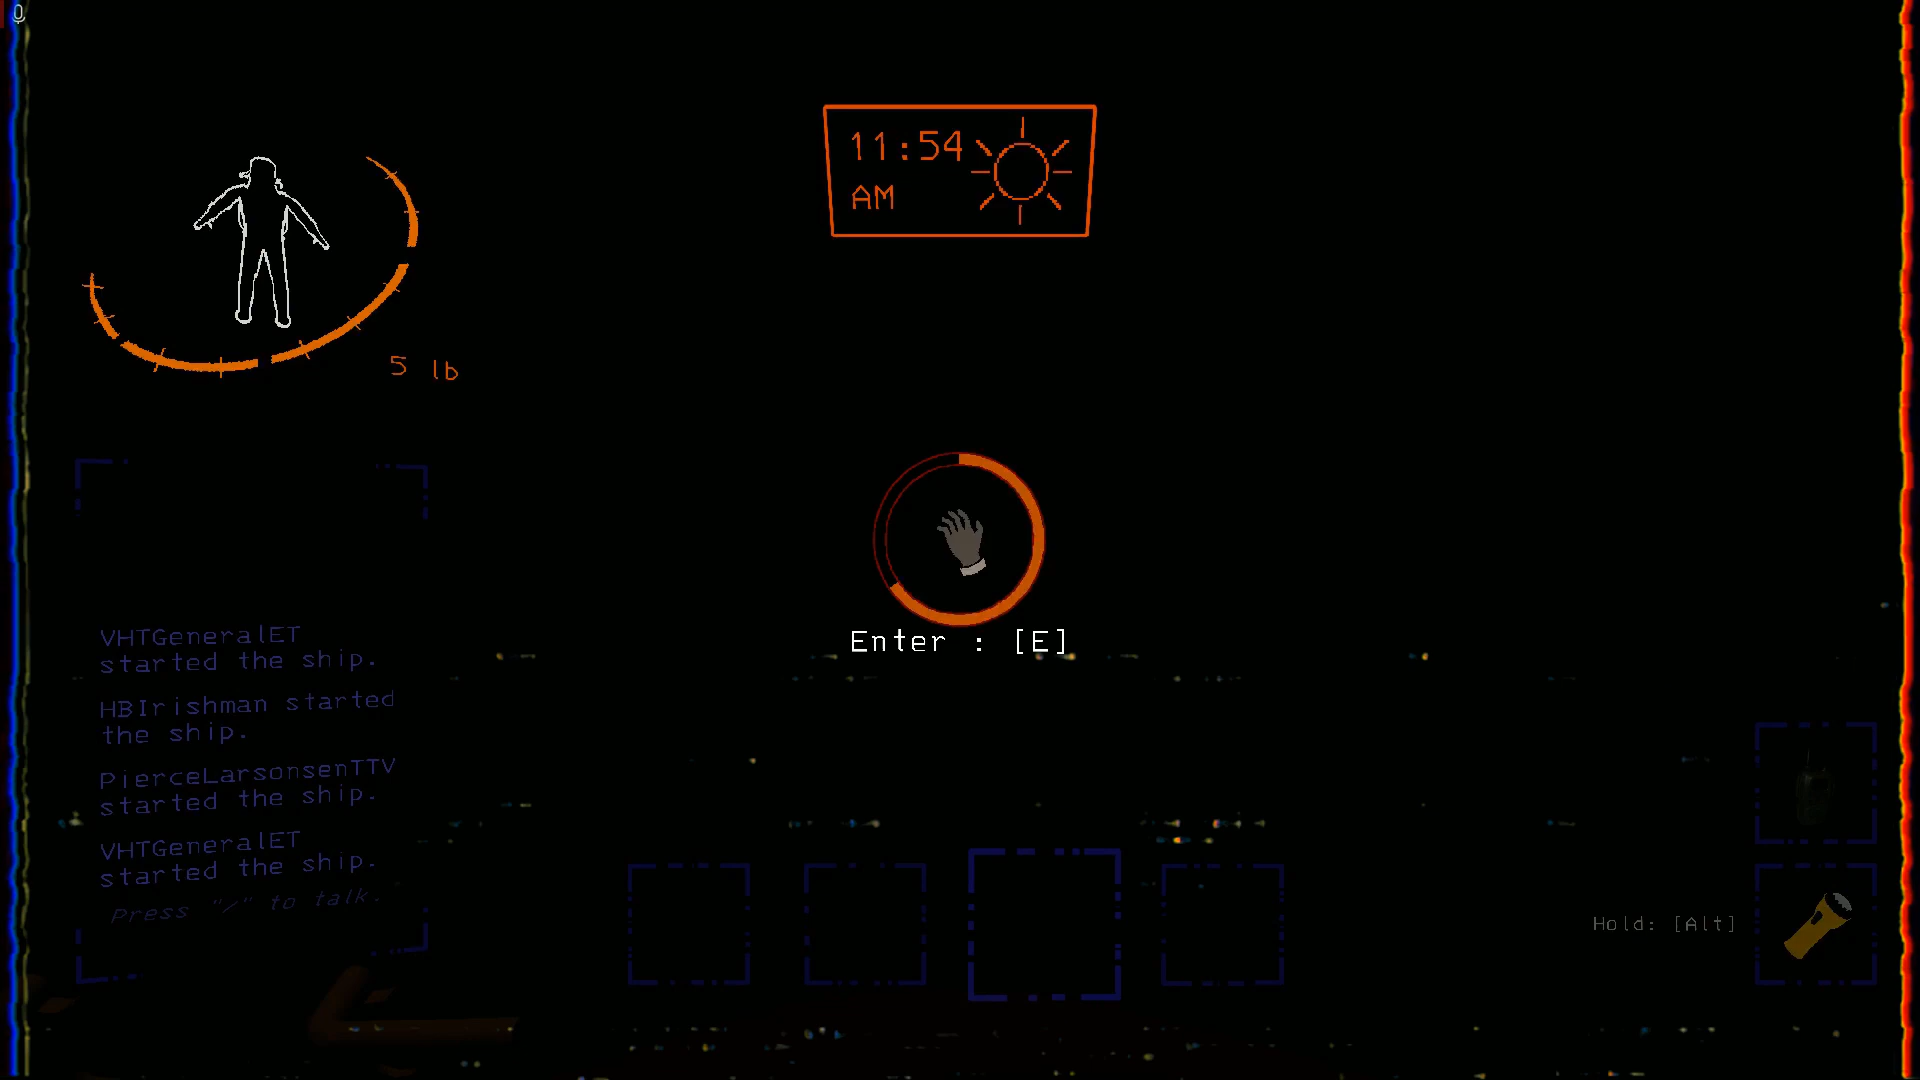 11:54
AM
5 lb
Enter : [E]
VHTGeneralET
started the ship.
HBIrishman started
the ship.
PierceLarsonsenTTV
started the ship.
VHTGeneralET
started the ship.
Press "/" to talk.
Hold: [Alt]